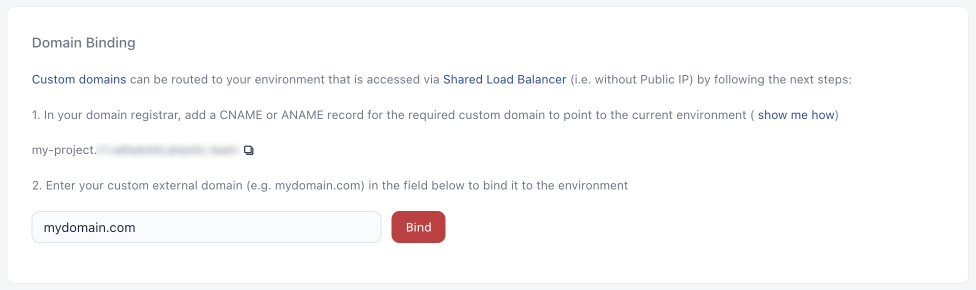 Domain Binding
Custom domains can be routed to your environment that is accessed via Shared Load Balancer (i.e. without Public IP) by following the next steps:
1. In your domain registrar, add a CNAME or ANAME record for the required custom domain to point to the current environment ( show me how)
my-project.
2. Enter your custom external domain (e.g. mydomain.com) in the field below to bind it to the environment
mydomain.com
Bind